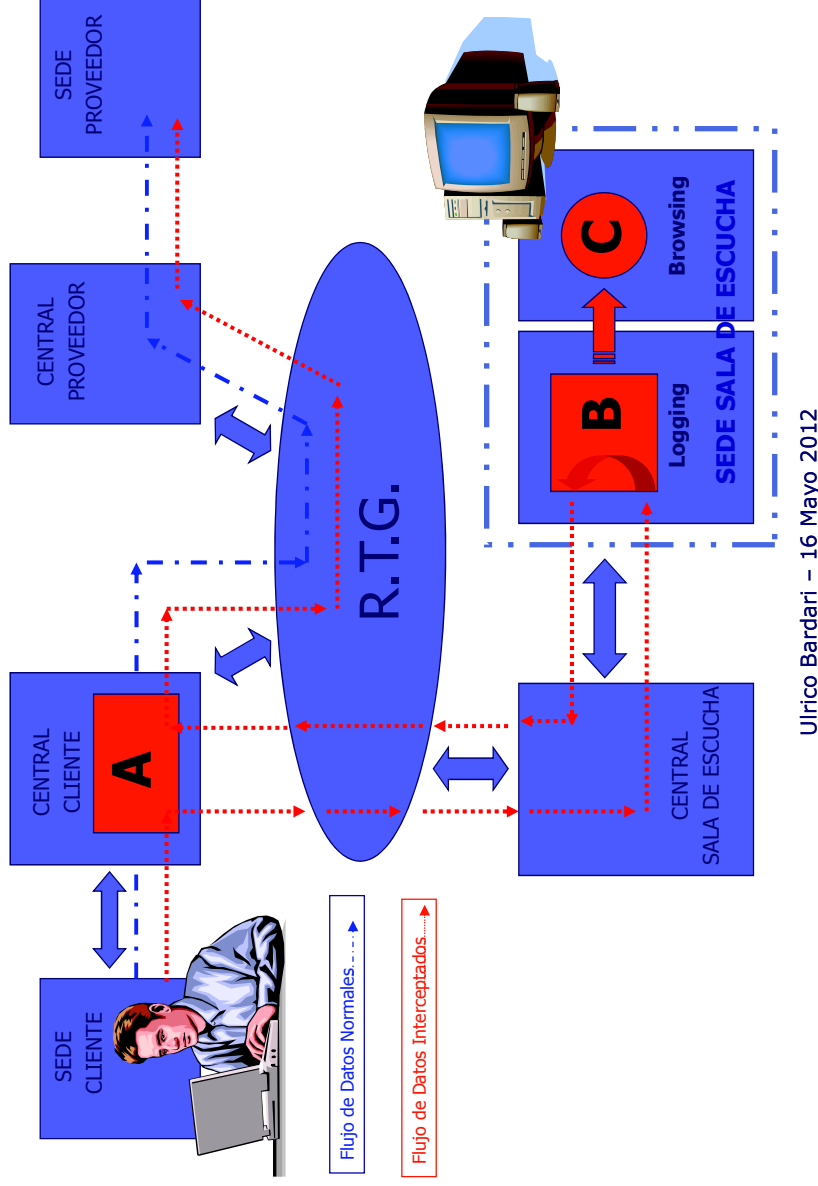 SEDE
CLIENTE
CENTRAL
CLIENTE
A
CENTRAL
PROVEEDOR
SEDE
PROVEEDOR
R.T.G.
Flujo de Datos Normales
Flujo de Datos Interceptados
CENTRAL
SALA DE ESCUCHA
B
Logging
C
Browsing
SEDE SALA DE ESCUCHA
Ulrico Bardari – 16 Mayo 2012